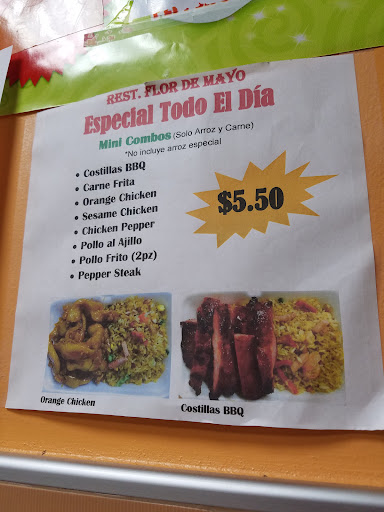 REST. FLOR DE MAYO
Especial Todo El Día
Mini Combos (Solo Arroz y Carne)
*No incluye arroz especial
• Costillas BBQ
• Carne Frita
• Orange Chicken
• Sesame Chicken
• Chicken Pepper
• Pollo al Ajillo
• Pollo Frito (2pz)
• Pepper Steak
$5.50
Orange Chicken
Costillas BBQ